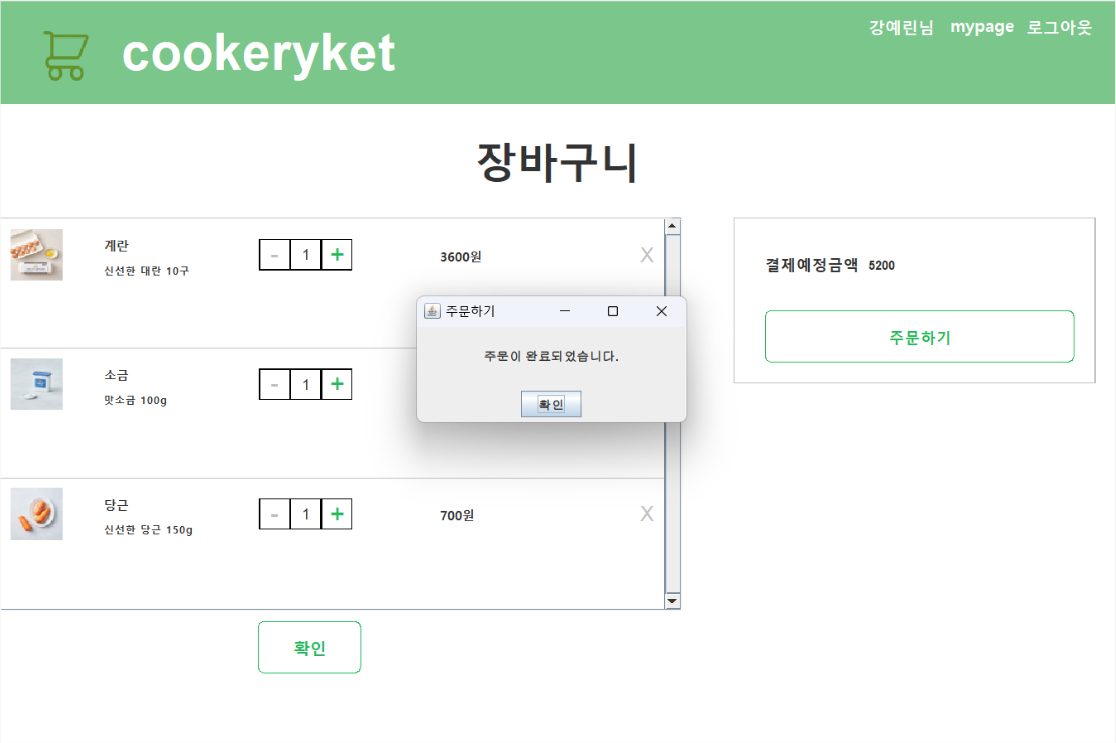 cookeryket
강예린님 mypage 로그아웃
장바구니
계란
신선한 대란 10구
- 1 +
3600원
X
소금
맛소금 100g
- 1 +
당근
신선한 당근 150g
- 1 +
700원
X
확인
결제예정금액 5200
주문하기
주문하기
주문이 완료되었습니다.
확인